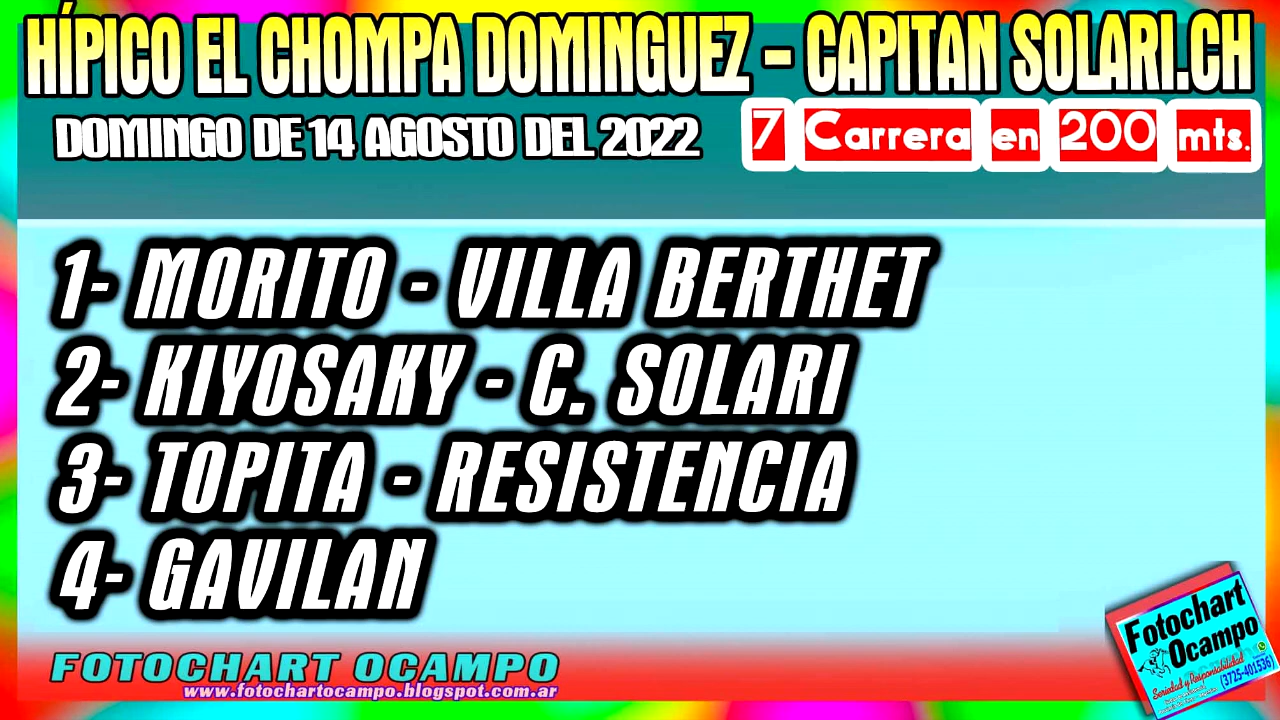 HÍPICO EL CHOMPA DOMINGUEZ - CAPITAN SOLARI.CH
DOMINGO DE 14 AGOSTO DEL 2022
7 Carrera en 200 mts.
1- MORITO - VILLA BERTHET
2- KIYOSAKY - C. SOLARI
3- TOPITA - RESISTENCIA
4- GAVILAN
FOTOCHART OCAMPO
www.fotochartocampo.blogspot.com.ar
Fotochart
Ocampo
Seriedad y Responsabilidad
(3725-401536)